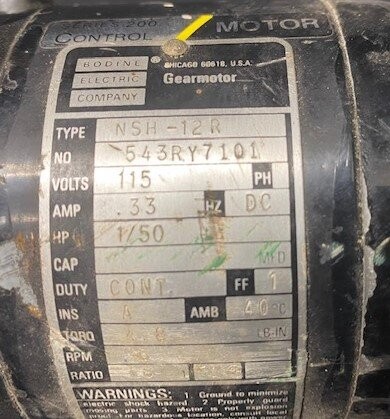 SERIES 200
CONTROL MOTOR
BODINE ® CHICAGO 60618, U.S.A.
ELECTRIC Gearmotor
COMPANY
TYPE NSH-12R
NO 543RY7101
VOLTS 115 PH
AMP .33 HZ DC
HP 1/50
CAP MFD
DUTY CONT. FF 1
INS A AMB 40°C
TORQ LB-IN
RPM
RATIO
WARNINGS: 1. Ground to minimize
electric shock hazard. 2. Properly guard
moving parts. 3. Motor is not explosion
proof for hazardous location, consult local